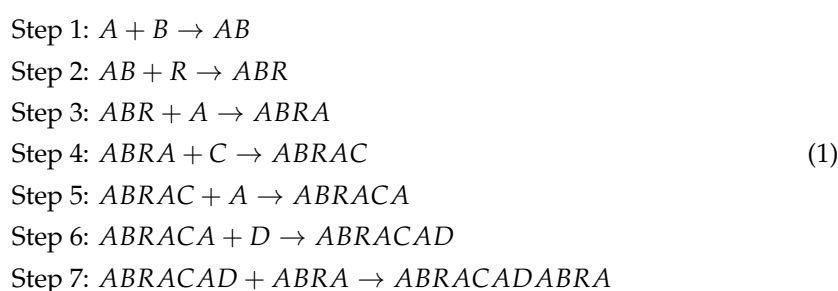 Step 1: A + B → AB
Step 2: AB + R → ABR
Step 3: ABR + A → ABRA
Step 4: ABRA + C → ABRAC (1)
Step 5: ABRAC + A → ABRACA
Step 6: ABRACA + D → ABRACAD
Step 7: ABRACAD + ABRA → ABRACADABRA